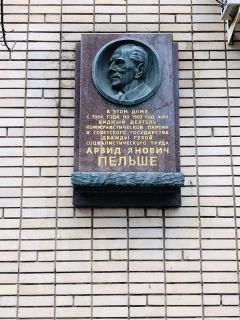 В ЭТОМ ДОМЕ
С 1966 ГОДА ПО 1983 ГОД ЖИЛ
ВИДНЫЙ ДЕЯТЕЛЬ
КОММУНИСТИЧЕСКОЙ ПАРТИИ
И СОВЕТСКОГО ГОСУДАРСТВА
ДВАЖДЫ ГЕРОЙ
СОЦИАЛИСТИЧЕСКОГО ТРУДА
АРВИД ЯНОВИЧ
ПЕЛЬШЕ